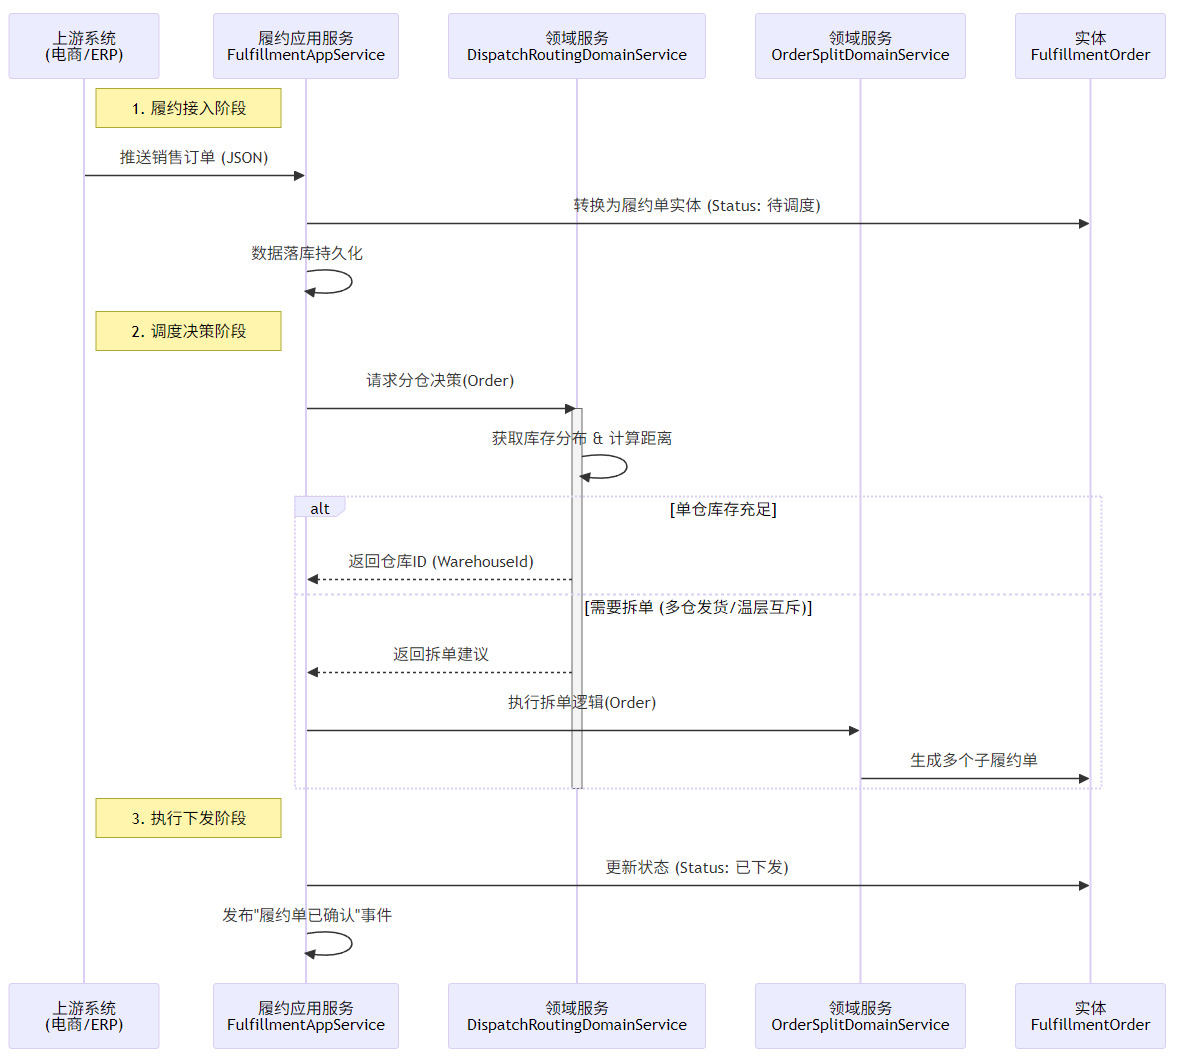 上游系统
(电商/ERP)
履约应用服务
FulfillmentAppService
领域服务
DispatchRoutingDomainService
领域服务
OrderSplitDomainService
实体
FulfillmentOrder
1. 履约接入阶段
推送销售订单 (JSON)
转换为履约单实体 (Status: 待调度)
数据落库持久化
2. 调度决策阶段
请求分仓决策(Order)
获取库存分布 & 计算距离
alt
[单仓库存充足]
返回仓库ID (WarehouseId)
[需要拆单 (多仓发货/温层互斥)]
返回拆单建议
执行拆单逻辑(Order)
生成多个子履约单
3. 执行下发阶段
更新状态 (Status: 已下发)
发布"履约单已确认"事件
上游系统
(电商/ERP)
履约应用服务
FulfillmentAppService
领域服务
DispatchRoutingDomainService
领域服务
OrderSplitDomainService
实体
FulfillmentOrder